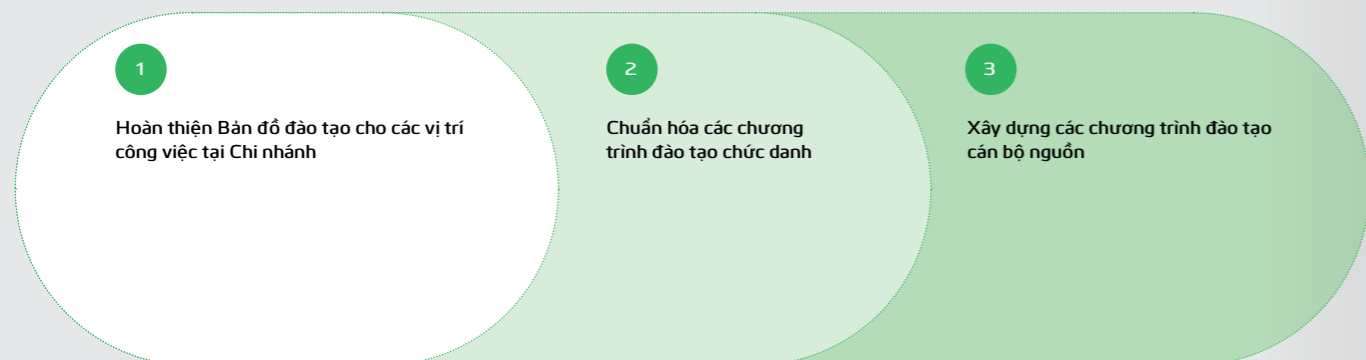 1
Hoàn thiện Bản đồ đào tạo cho các vị trí
công việc tại Chi nhánh
2
Chuẩn hóa các chương
trình đào tạo chức danh
3
Xây dựng các chương trình đào tạo
cán bộ nguồn